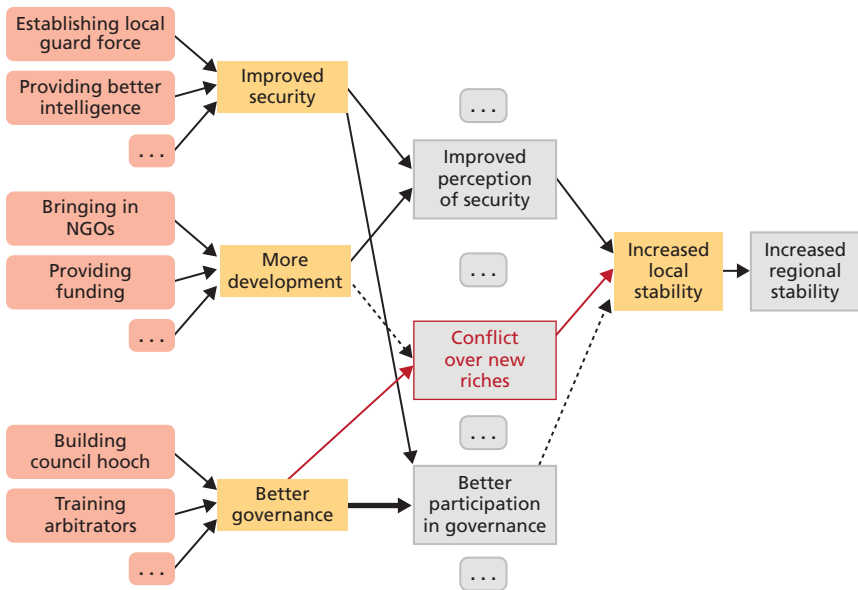 Establishing local
guard force
Providing better
intelligence
...
Improved
security
Bringing in
NGOs
Providing
funding
...
More
development
Building
council hooch
Training
arbitrators
...
Better
governance
...
Improved
perception
of security
...
Conflict
over new
riches
...
Better
participation
in governance
...
Increased
local
stability
Increased
regional
stability